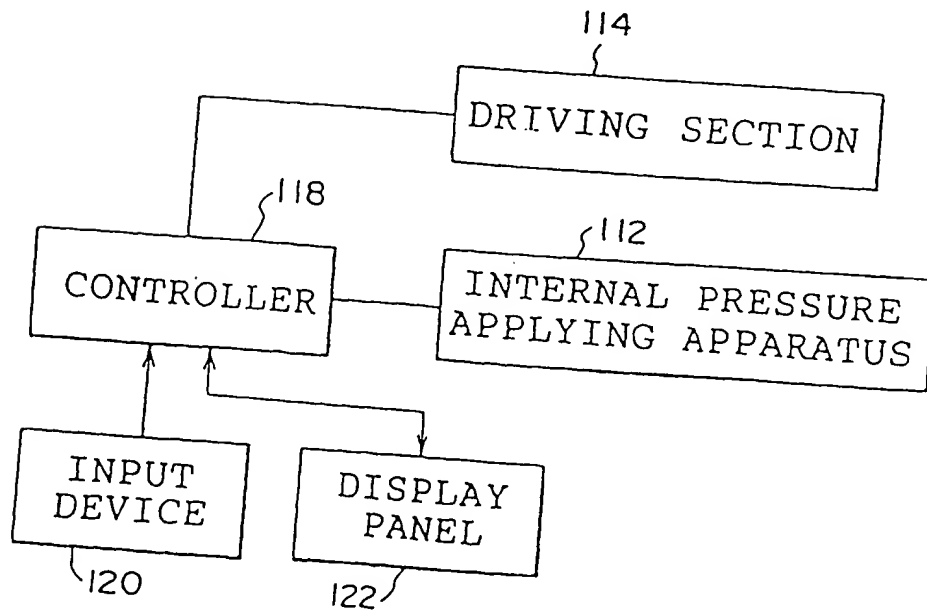 114
DRIVING SECTION
118
CONTROLLER
112
INTERNAL PRESSURE
APPLYING APPARATUS
INPUT
DEVICE
120
DISPLAY
PANEL
122